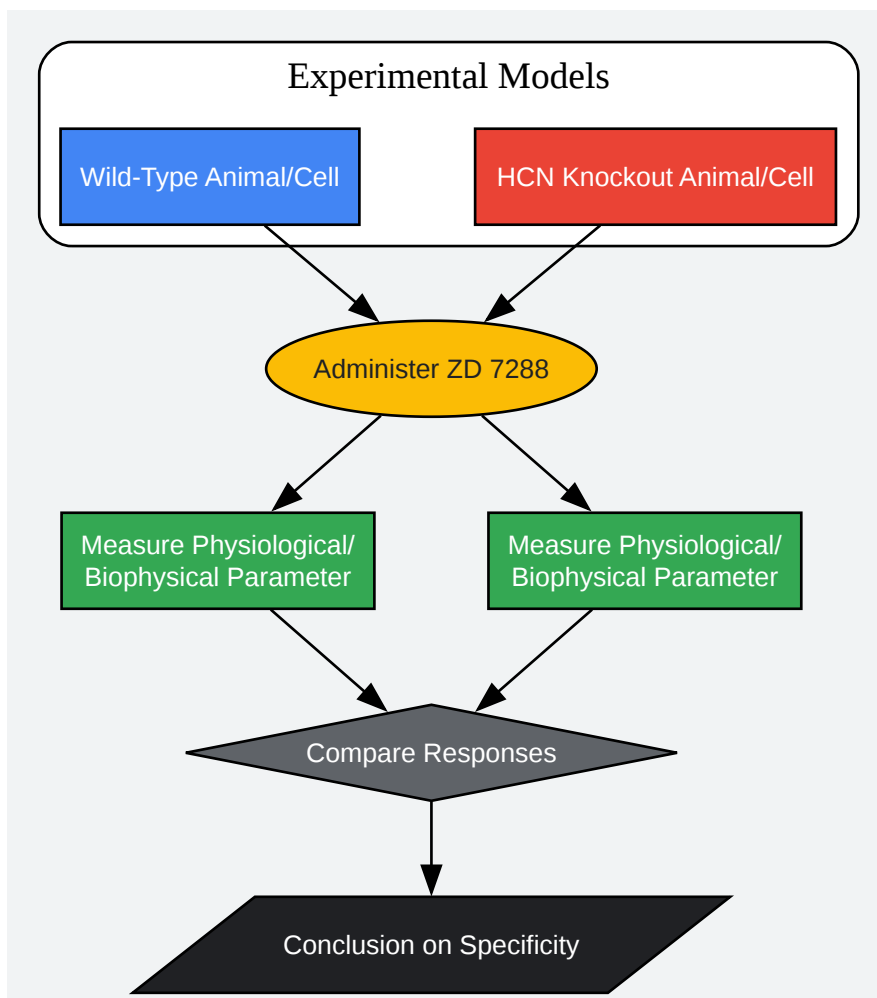 Experimental Models
Wild-Type Animal/Cell
HCN Knockout Animal/Cell
Administer ZD 7288
Measure Physiological/
Biophysical Parameter
Measure Physiological/
Biophysical Parameter
Compare Responses
Conclusion on Specificity